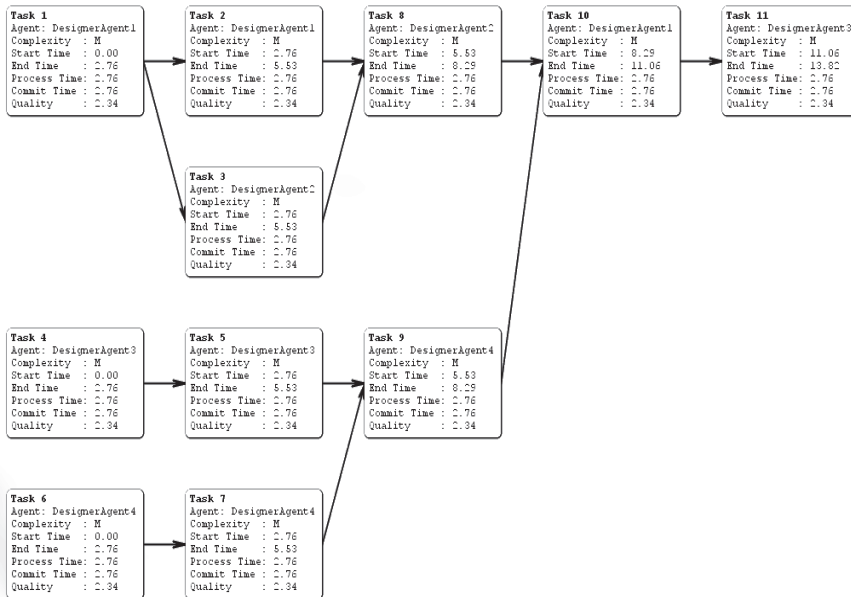 Task 1
Agent: DesignerAgent1
Complexity : M
Start Time : 0.00
End Time : 2.76
Process Time: 2.76
Commit Time : 2.76
Quality : 2.34
Task 2
Agent: DesignerAgent1
Complexity : M
Start Time : 2.76
End Time : 5.53
Process Time: 2.76
Commit Time : 2.76
Quality : 2.34
Task 8
Agent: DesignerAgent2
Complexity : M
Start Time : 5.53
End Time : 8.29
Process Time: 2.76
Commit Time : 2.76
Quality : 2.34
Task 10
Agent: DesignerAgent1
Complexity : M
Start Time : 8.29
End Time : 11.06
Process Time: 2.76
Commit Time : 2.76
Quality : 2.34
Task 11
Agent: DesignerAgent3
Complexity : M
Start Time : 11.06
End Time : 13.82
Process Time: 2.76
Commit Time : 2.76
Quality : 2.34
Task 3
Agent: DesignerAgent2
Complexity : M
Start Time : 2.76
End Time : 5.53
Process Time: 2.76
Commit Time : 2.76
Quality : 2.34
Task 4
Agent: DesignerAgent3
Complexity : M
Start Time : 0.00
End Time : 2.76
Process Time: 2.76
Commit Time : 2.76
Quality : 2.34
Task 5
Agent: DesignerAgent3
Complexity : M
Start Time : 2.76
End Time : 5.53
Process Time: 2.76
Commit Time : 2.76
Quality : 2.34
Task 9
Agent: DesignerAgent4
Complexity : M
Start Time : 5.53
End Time : 8.29
Process Time: 2.76
Commit Time : 2.76
Quality : 2.34
Task 6
Agent: DesignerAgent4
Complexity : M
Start Time : 0.00
End Time : 2.76
Process Time: 2.76
Commit Time : 2.76
Quality : 2.34
Task 7
Agent: DesignerAgent4
Complexity : M
Start Time : 2.76
End Time : 5.53
Process Time: 2.76
Commit Time : 2.76
Quality : 2.34